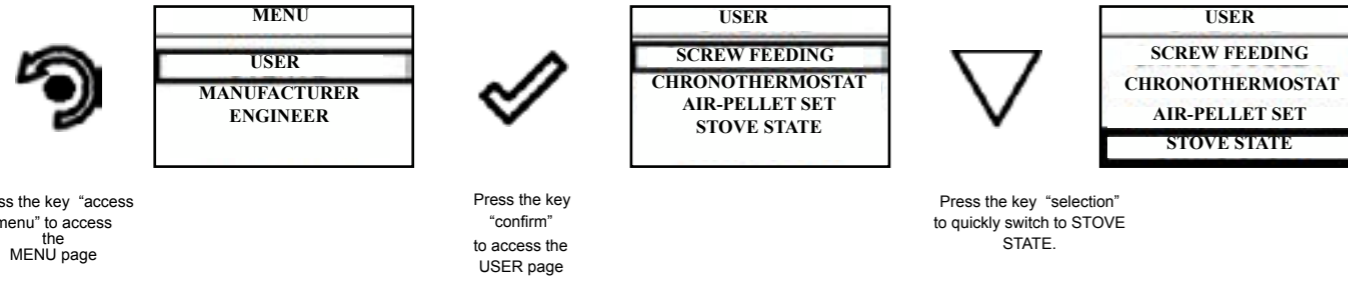 MENU
USER
MANUFACTURER
ENGINEER
USER
SCREW FEEDING
CHRONOTHERMOSTAT
AIR-PELLET SET
STOVE STATE
USER
SCREW FEEDING
CHRONOTHERMOSTAT
AIR-PELLET SET
STOVE STATE
ss the key “access
menu” to access
the
MENU page
Press the key
“confirm”
to access the
USER page
Press the key “selection”
to quickly switch to STOVE
STATE.